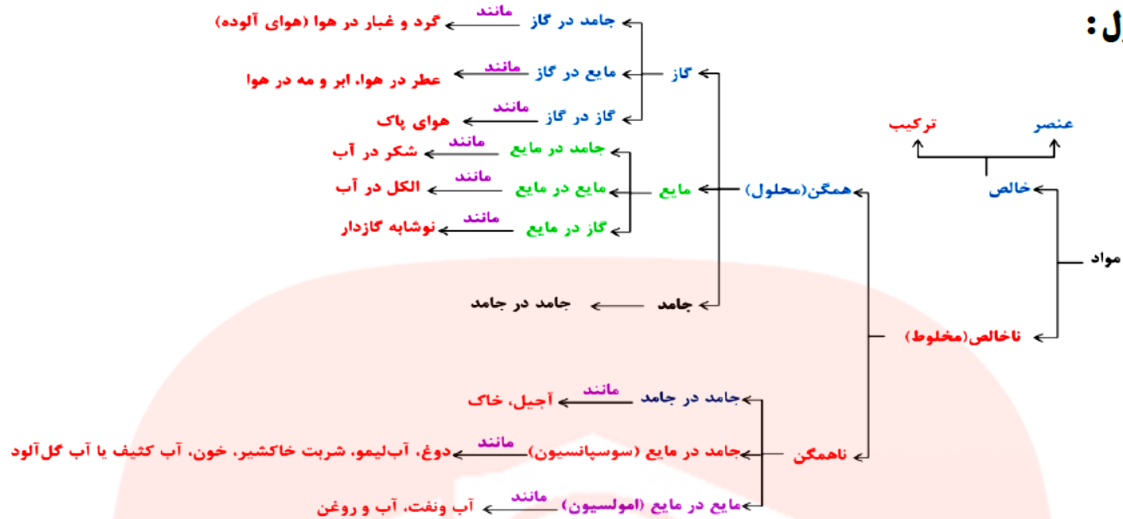 ل:
جامد در گاز مانند گرد و غبار در هوا (هوای آلوده)
گاز مایع در گاز مانند عطر در هوا، ابر و مه در هوا
گاز در گاز مانند هوای پاک
عنصر ترکیب
جامد در مایع مانند شکر در آب
خالص همگن(محلول) مایع مایع در مایع مانند الکل در آب
گاز در مایع مانند نوشابه گازدار
مواد
جامد جامد در جامد
ناخالص(مخلوط)
جامد در جامد مانند آجیل، خاک
ناهمگن جامد در مایع (سوسپانسیون) مانند دوغ، آب‌لیمو، شربت خاکشیر، خون، آب کثیف یا آب گل‌آلود
مایع در مایع (امولسیون) مانند آب ونفت، آب و روغن